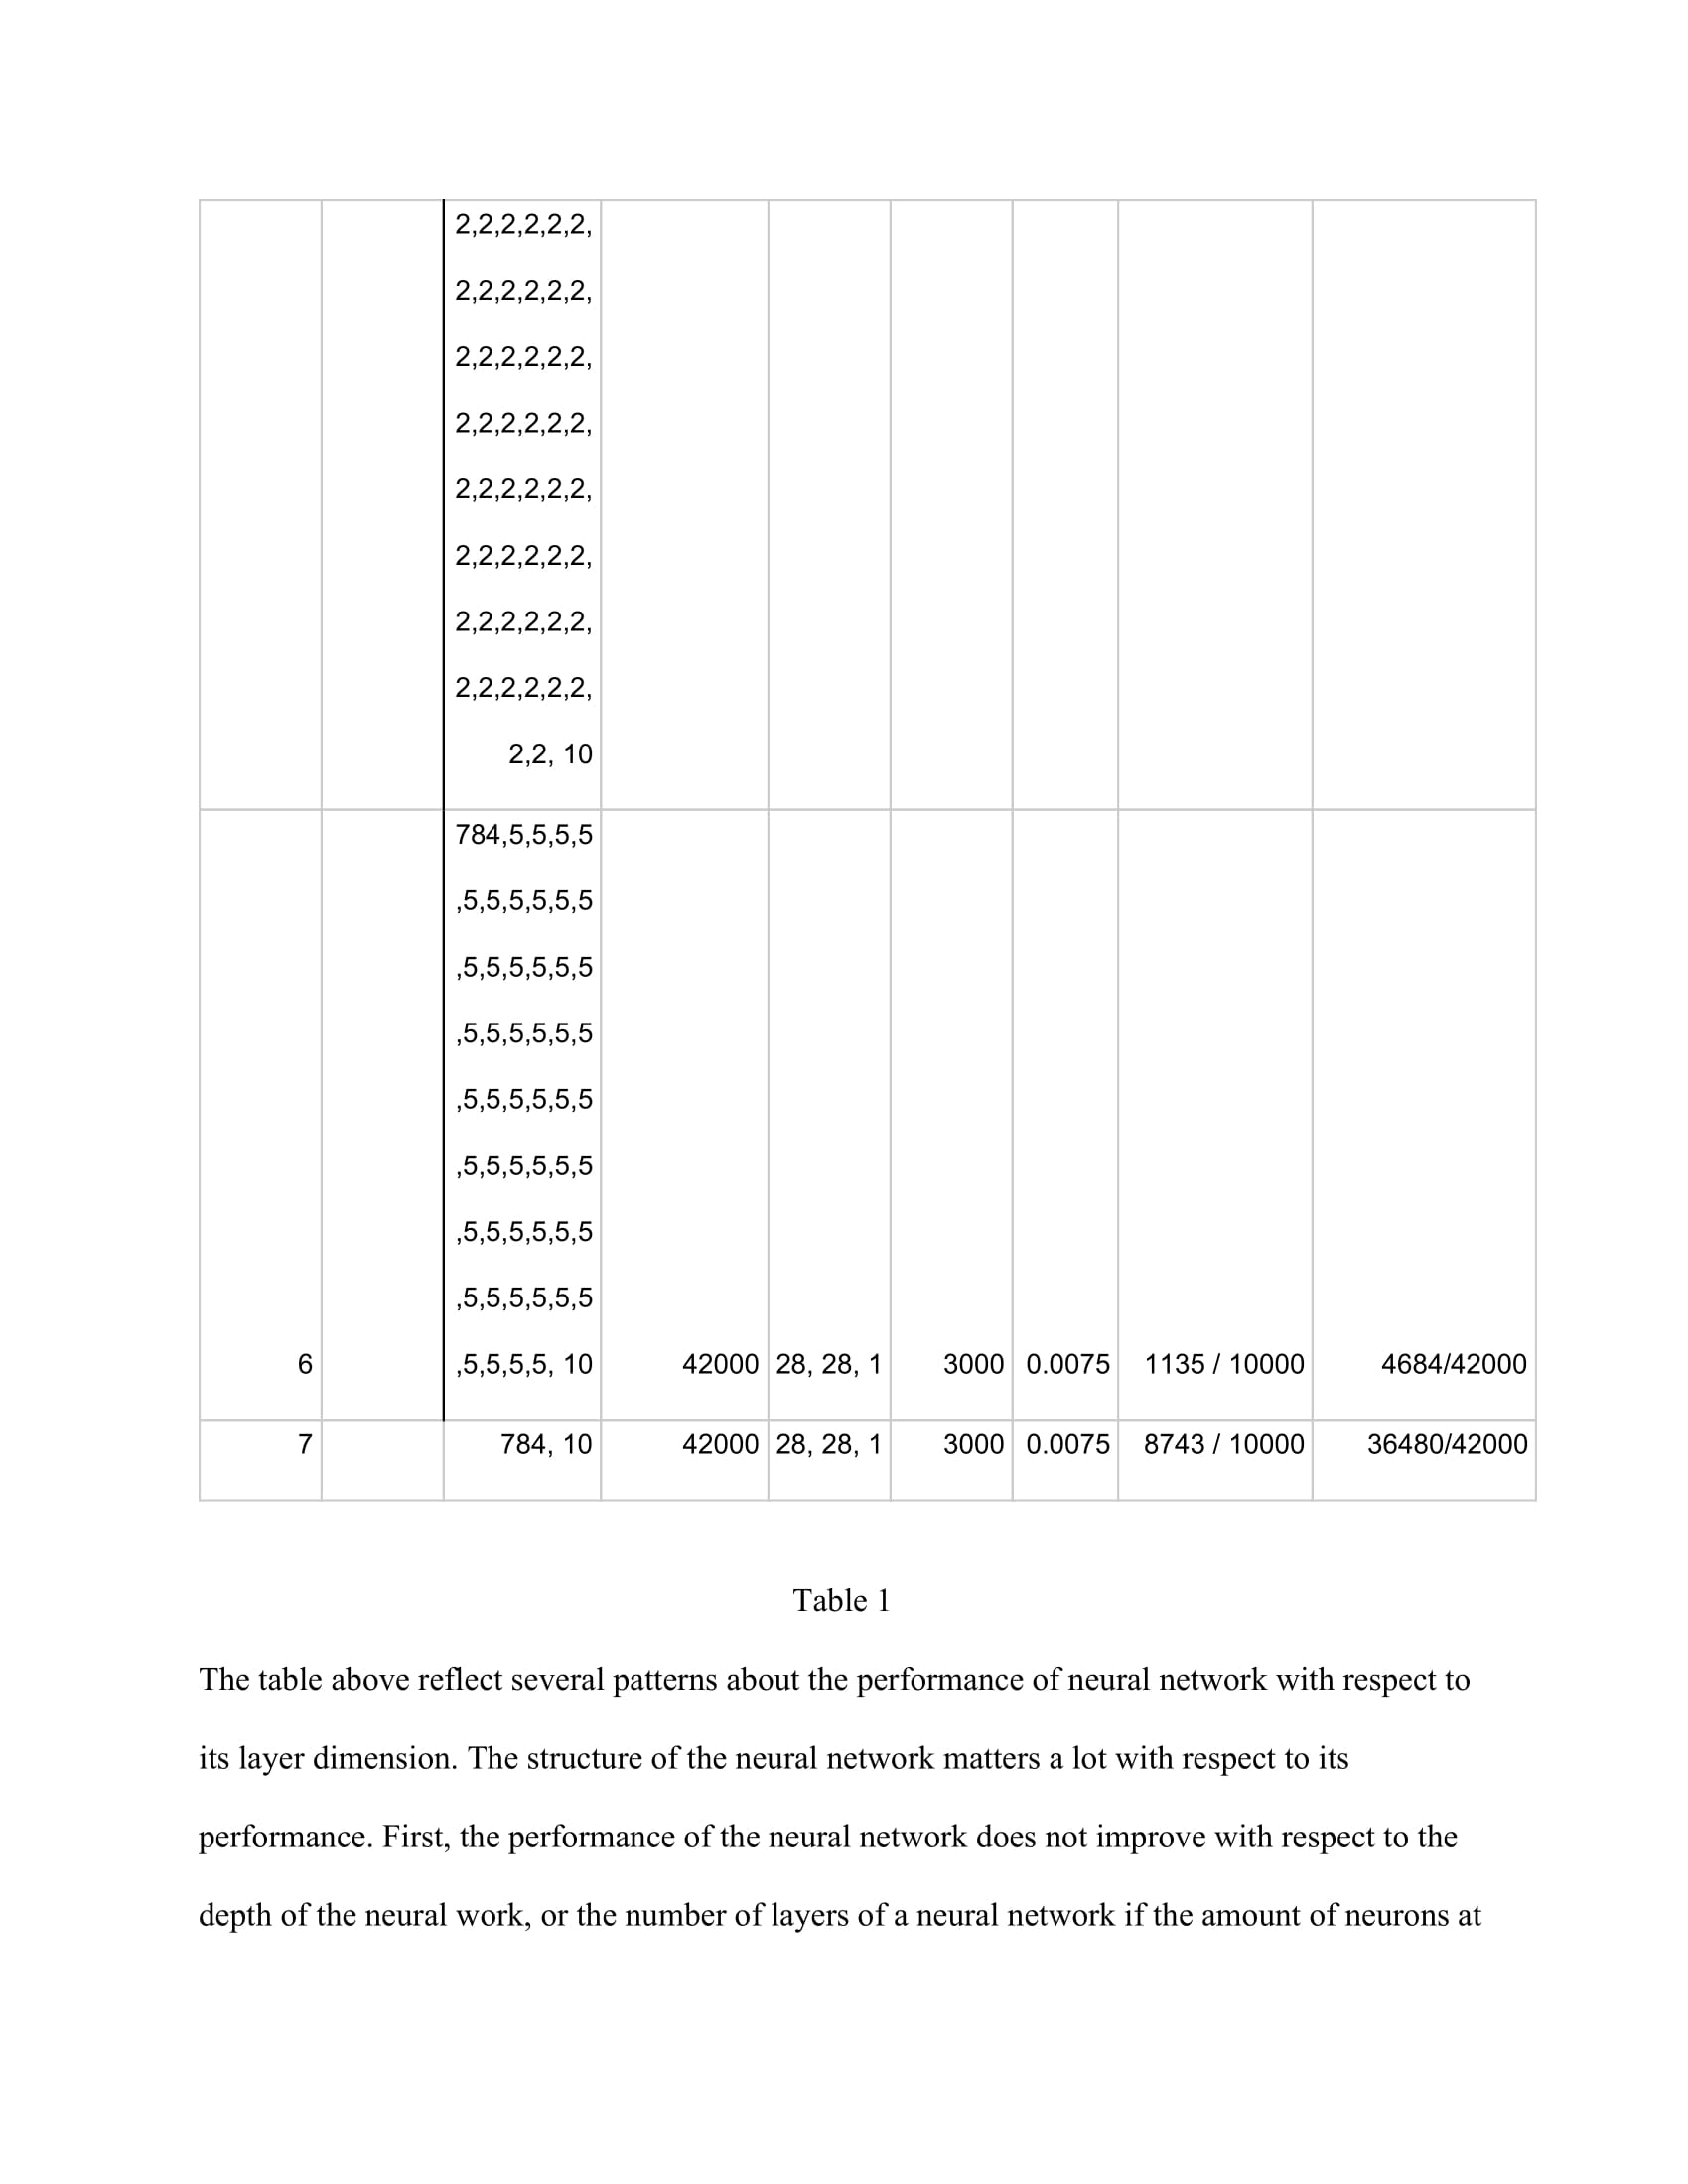 2,2,2,2,2,2,
2,2,2,2,2,2,
2,2,2,2,2,2,
2,2,2,2,2,2,
2,2,2,2,2,2,
2,2,2,2,2,2,
2,2,2,2,2,2,
2,2,2,2,2,2,
2,2, 10
784,5,5,5,5
,5,5,5,5,5,5
,5,5,5,5,5,5
,5,5,5,5,5,5
,5,5,5,5,5,5
,5,5,5,5,5,5
,5,5,5,5,5,5
,5,5,5,5,5,5
6 ,5,5,5,5, 10 42000 28, 28, 1 3000 0.0075 1135 / 10000 4684/42000
7 784, 10 42000 28, 28, 1 3000 0.0075 8743 / 10000 36480/42000
Table 1
The table above reflect several patterns about the performance of neural network with respect to
its layer dimension. The structure of the neural network matters a lot with respect to its
performance. First, the performance of the neural network does not improve with respect to the
depth of the neural work, or the number of layers of a neural network if the amount of neurons at